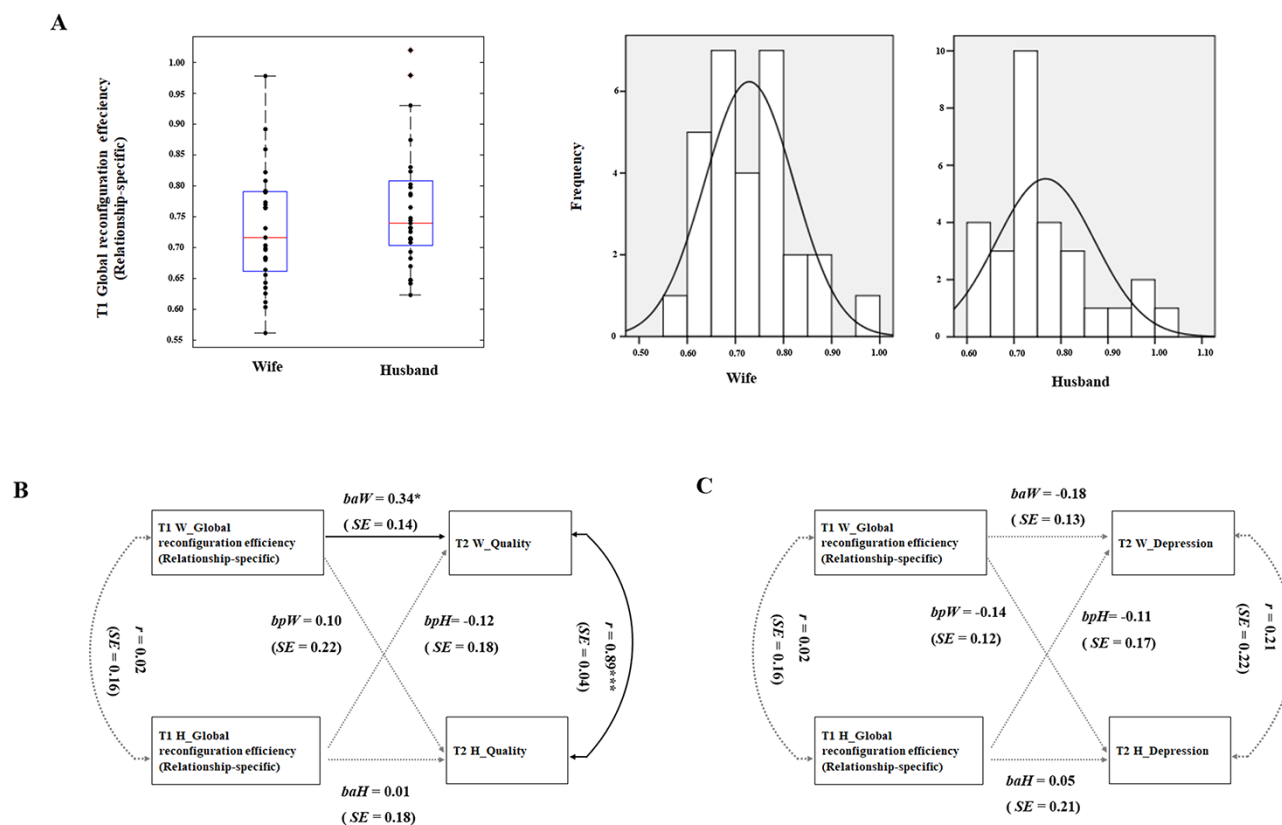 A
T1 Global reconfiguration effeciency
(Relationship-specific)
1.00
0.95
0.90
0.85
0.80
0.75
0.70
0.65
0.60
0.55
Wife
Husband
Frequency
6
4
2
0
0.50
0.60
0.70
0.80
0.90
1.00
Wife
10
8
6
4
2
0
0.60
0.70
0.80
0.90
1.00
1.10
Husband
B
baW = 0.34*
( SE = 0.14)
T1 W_Global
reconfiguration efficiency
(Relationship-specific)
T2 W_Quality
r = 0.02
(SE = 0.16)
bpW = 0.10
(SE = 0.22)
bpH= -0.12
( SE = 0.18)
r = 0.89***
(SE = 0.04)
T1 H_Global
reconfiguration efficiency
(Relationship-specific)
T2 H_Quality
baH = 0.01
( SE = 0.18)
C
baW = -0.18
( SE = 0.13)
T1 W_Global
reconfiguration efficiency
(Relationship-specific)
T2 W_Depression
r = 0.02
(SE = 0.16)
bpW = -0.14
(SE = 0.12)
bpH= -0.11
( SE = 0.17)
r = 0.21
(SE = 0.22)
T1 H_Global
reconfiguration efficiency
(Relationship-specific)
T2 H_Depression
baH = 0.05
( SE = 0.21)